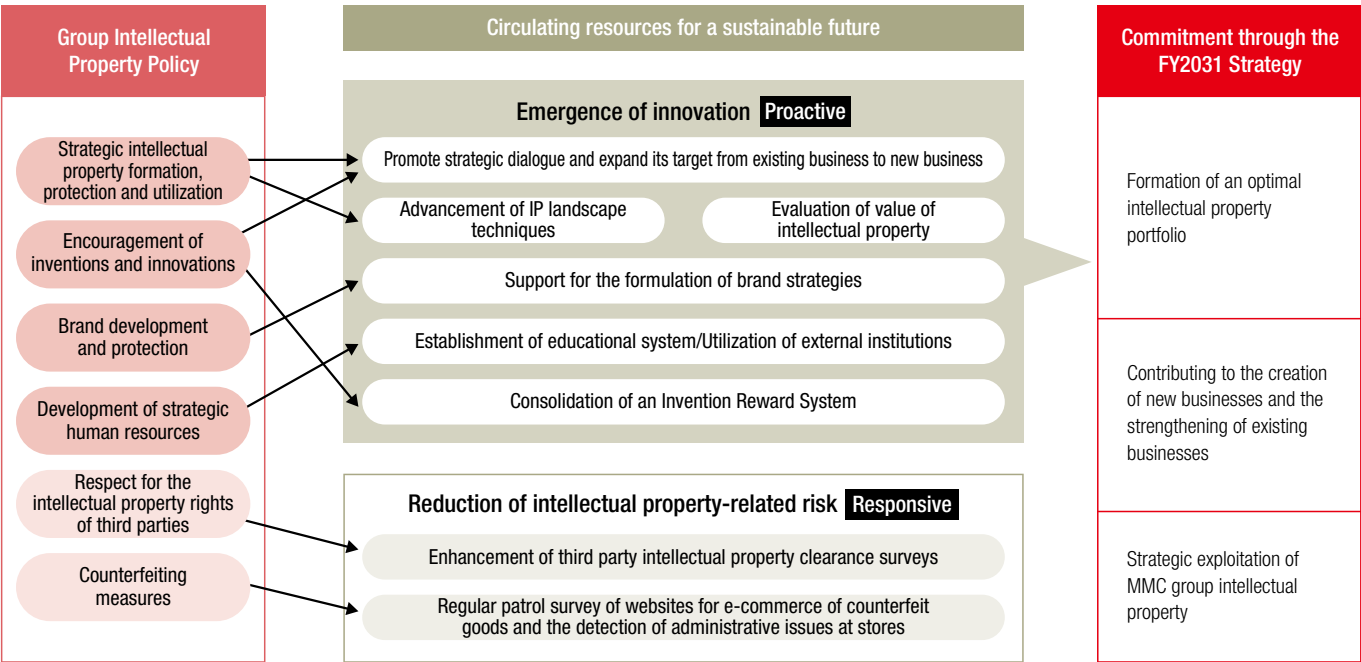 Group Intellectual
Property Policy
Strategic intellectual
property formation,
protection and utilization
Encouragement of
inventions and innovations
Brand development
and protection
Development of strategic
human resources
Respect for the
intellectual property rights
of third parties
Counterfeiting
measures
Circulating resources for a sustainable future
Emergence of innovation Proactive
Promote strategic dialogue and expand its target from existing business to new business
Advancement of IP landscape
techniques
Evaluation of value of
intellectual property
Support for the formulation of brand strategies
Establishment of educational system/Utilization of external institutions
Consolidation of an Invention Reward System
Reduction of intellectual property-related risk Responsive
Enhancement of third party intellectual property clearance surveys
Regular patrol survey of websites for e-commerce of counterfeit
goods and the detection of administrative issues at stores
Commitment through the
FY2031 Strategy
Formation of an optimal
intellectual property
portfolio
Contributing to the creation
of new businesses and the
strengthening of existing
businesses
Strategic exploitation of
MMC group intellectual
property